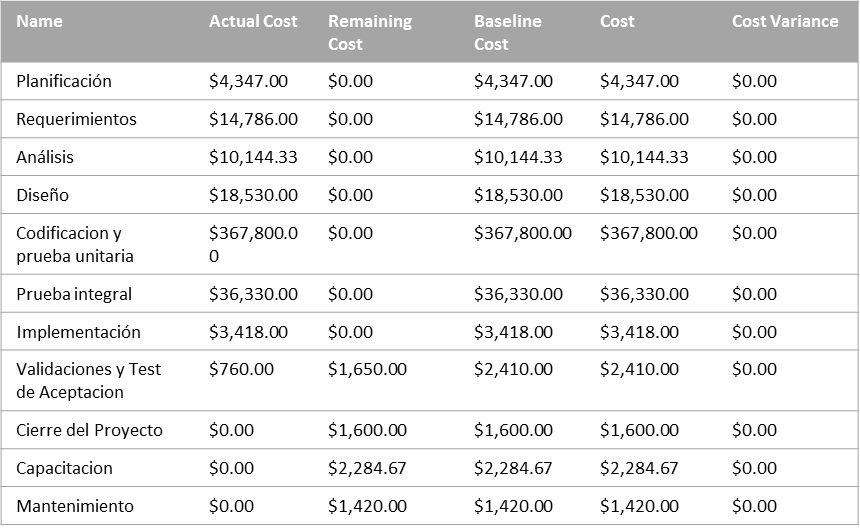 Name Actual Cost Remaining Baseline Cost Cost Variance
Cost Cost
Planificación $4,347.00 $0.00 $4,347.00 $4,347.00 $0.00
Requerimientos $14,786.00 $0.00 $14,786.00 $14,786.00 $0.00
Análisis $10,144.33 $0.00 $10,144.33 $10,144.33 $0.00
Diseño $18,530.00 $0.00 $18,530.00 $18,530.00 $0.00
Codificacion y $367,800.0 $0.00 $367,800.00 $367,800.00 $0.00
prueba unitaria 0
Prueba integral $36,330.00 $0.00 $36,330.00 $36,330.00 $0.00
Implementación $3,418.00 $0.00 $3,418.00 $3,418.00 $0.00
Validaciones y Test $760.00 $1,650.00 $2,410.00 $2,410.00 $0.00
de Aceptacion
Cierre del Proyecto $0.00 $1,600.00 $1,600.00 $1,600.00 $0.00
Capacitacion $0.00 $2,284.67 $2,284.67 $2,284.67 $0.00
Mantenimiento $0.00 $1,420.00 $1,420.00 $1,420.00 $0.00